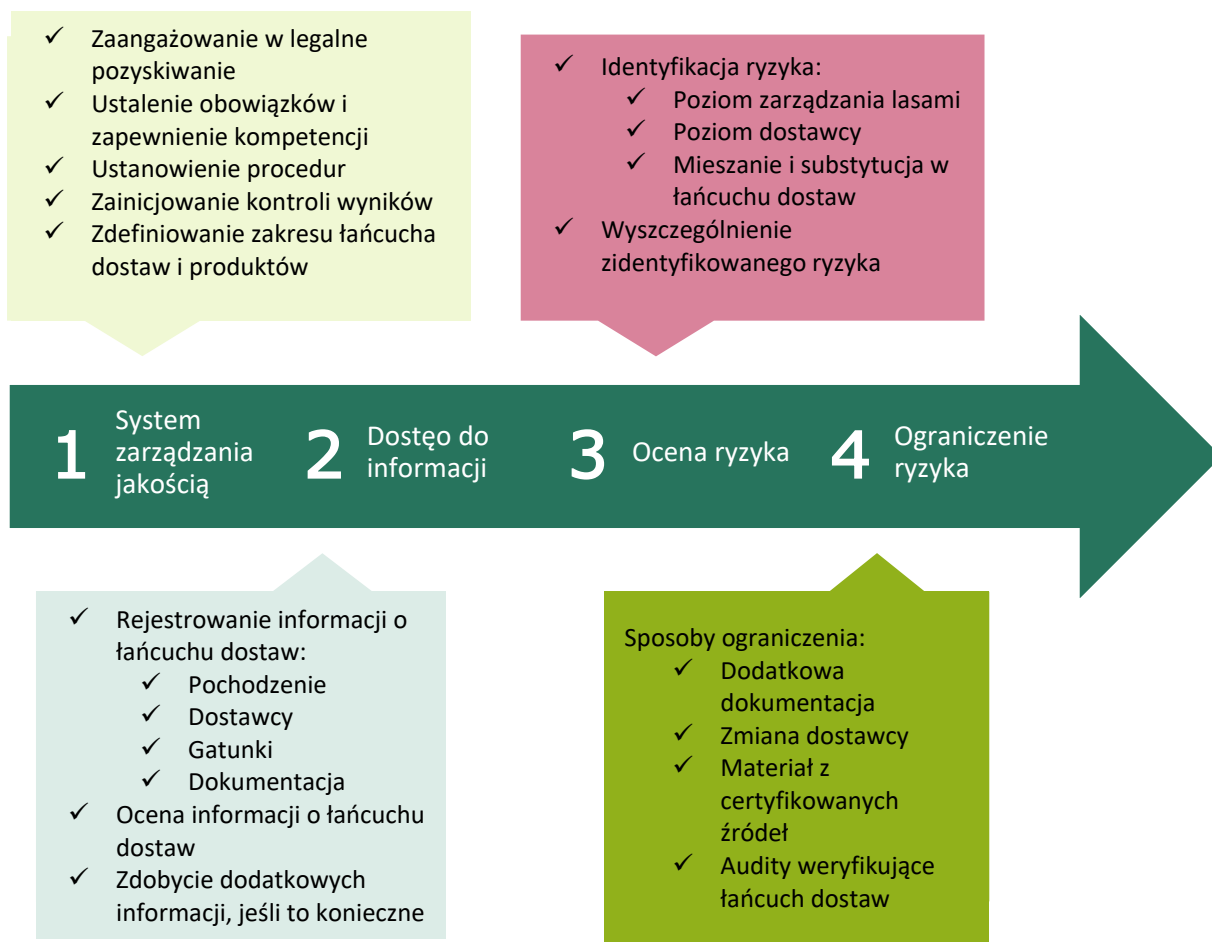 ✓ Zaangażowanie w legalne
pozyskiwanie
✓ Ustalenie obowiązków i
zapewnienie kompetencji
✓ Ustanowienie procedur
✓ Zainicjowanie kontroli wyników
✓ Zdefiniowanie zakresu łańcucha
dostaw i produktów
✓ Identyfikacja ryzyka:
✓ Poziom zarządzania lasami
✓ Poziom dostawcy
✓ Mieszanie i substytucja w
łańcuchu dostaw
✓ Wyszczególnienie
zidentyfikowanego ryzyka
1
System
zarządzania
jakością
2
Dostęo do
informacji
3
Ocena ryzyka
4
Ograniczenie
ryzyka
✓ Rejestrowanie informacji o
łańcuchu dostaw:
✓ Pochodzenie
✓ Dostawcy
✓ Gatunki
✓ Dokumentacja
✓ Ocena informacji o łańcuchu
dostaw
✓ Zdobycie dodatkowych
informacji, jeśli to konieczne
Sposoby ograniczenia:
✓ Dodatkowa
dokumentacja
✓ Zmiana dostawcy
✓ Materiał z
certyfikowanych
źródeł
✓ Audity weryfikujące
łańcuch dostaw